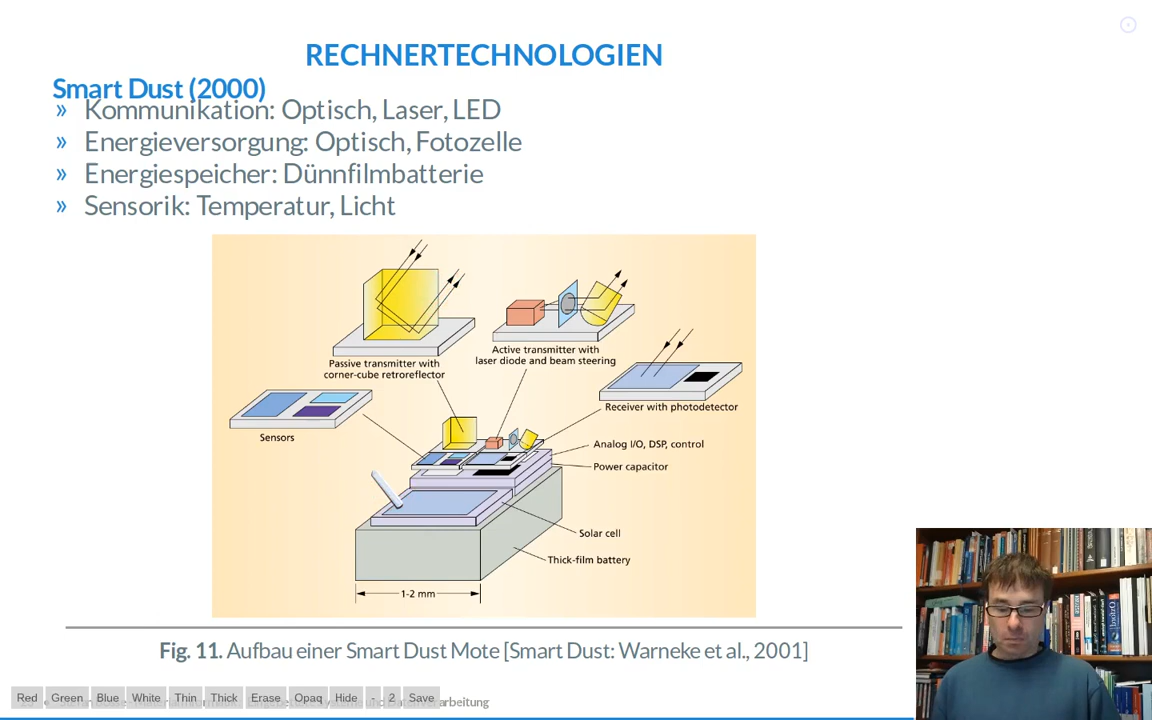 RECHNERTECHNOLOGIEN
Smart Dust (2000)
» Kommunikation: Optisch, Laser, LED
» Energieversorgung: Optisch, Fotozelle
» Energiespeicher: Dünnfilmbatterie
» Sensorik: Temperatur, Licht
Passive transmitter with
corner-cube retroreflector
Active transmitter with
laser diode and beam steering
Receiver with photodetector
Sensors
Analog I/O, DSP, control
Power capacitor
Solar cell
Thick-film battery
1-2 mm
Fig. 11. Aufbau einer Smart Dust Mote [Smart Dust: Warneke et al., 2001]
Red Green Blue White Thin Thick Erase Opaq Hide - 2 Save